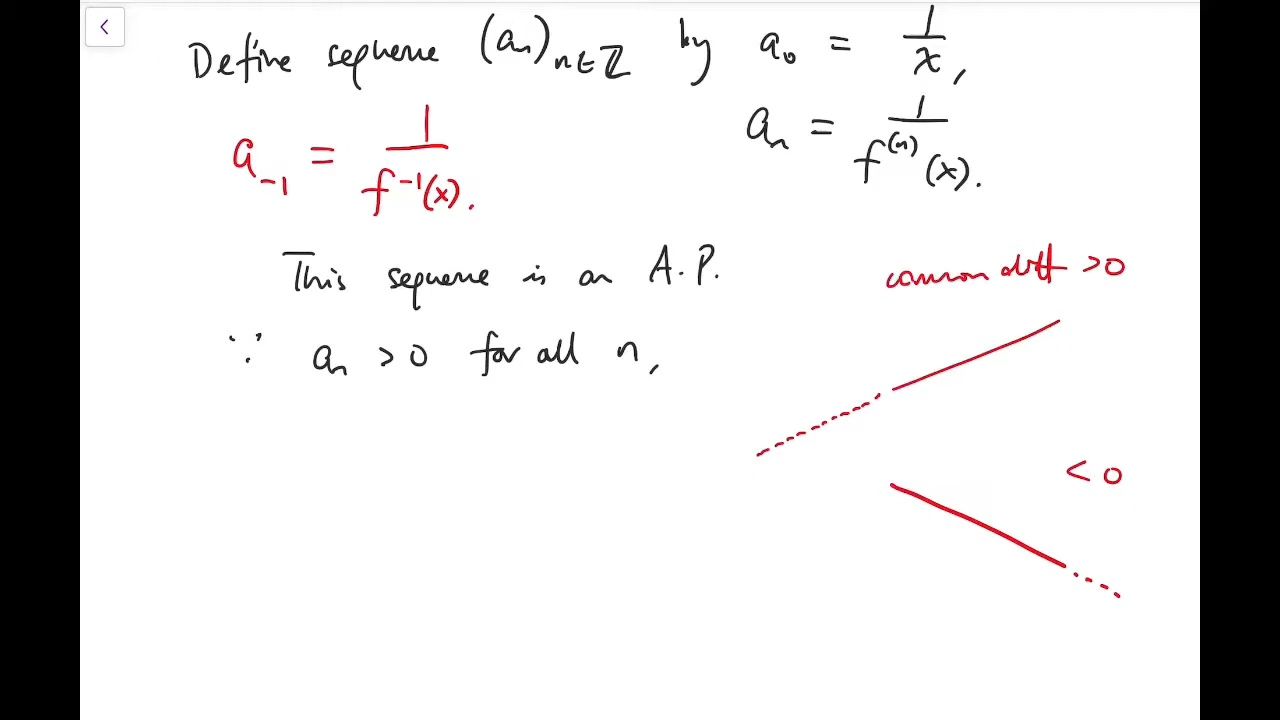 Define sequence (aₙ)ₙ∈ℤ by a₀ = 1/x,
aₙ = 1/f⁽ⁿ⁾(x).
a₋₁ = 1/f⁻¹(x).
This sequence is an A.P.
common diff > 0
∵ aₙ > 0 for all n,
< 0